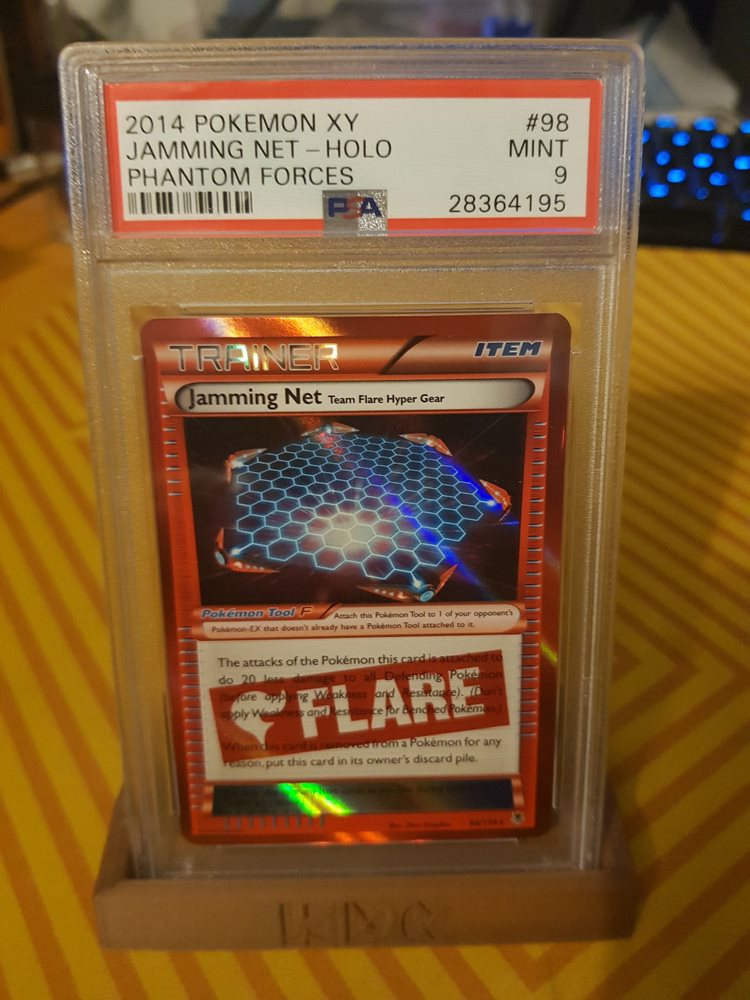 2014 POKEMON XY #98
JAMMING NET – HOLO MINT
PHANTOM FORCES 9
PSA 28364195
TRAINER ITEM
Jamming Net Team Flare Hyper Gear
Pokémon Tool F Attach this Pokémon Tool to 1 of your opponent's
Pokémon-EX that doesn't already have a Pokémon Tool attached to it.
The attacks of the Pokémon this card is attached to
do 20 less damage to all Defending Pokémon
(before applying Weakness and Resistance). (Don't
apply Weakness and Resistance for Benched Pokémon.)
FLARE
When this card is removed from a Pokémon for any
reason, put this card in its owner's discard pile.